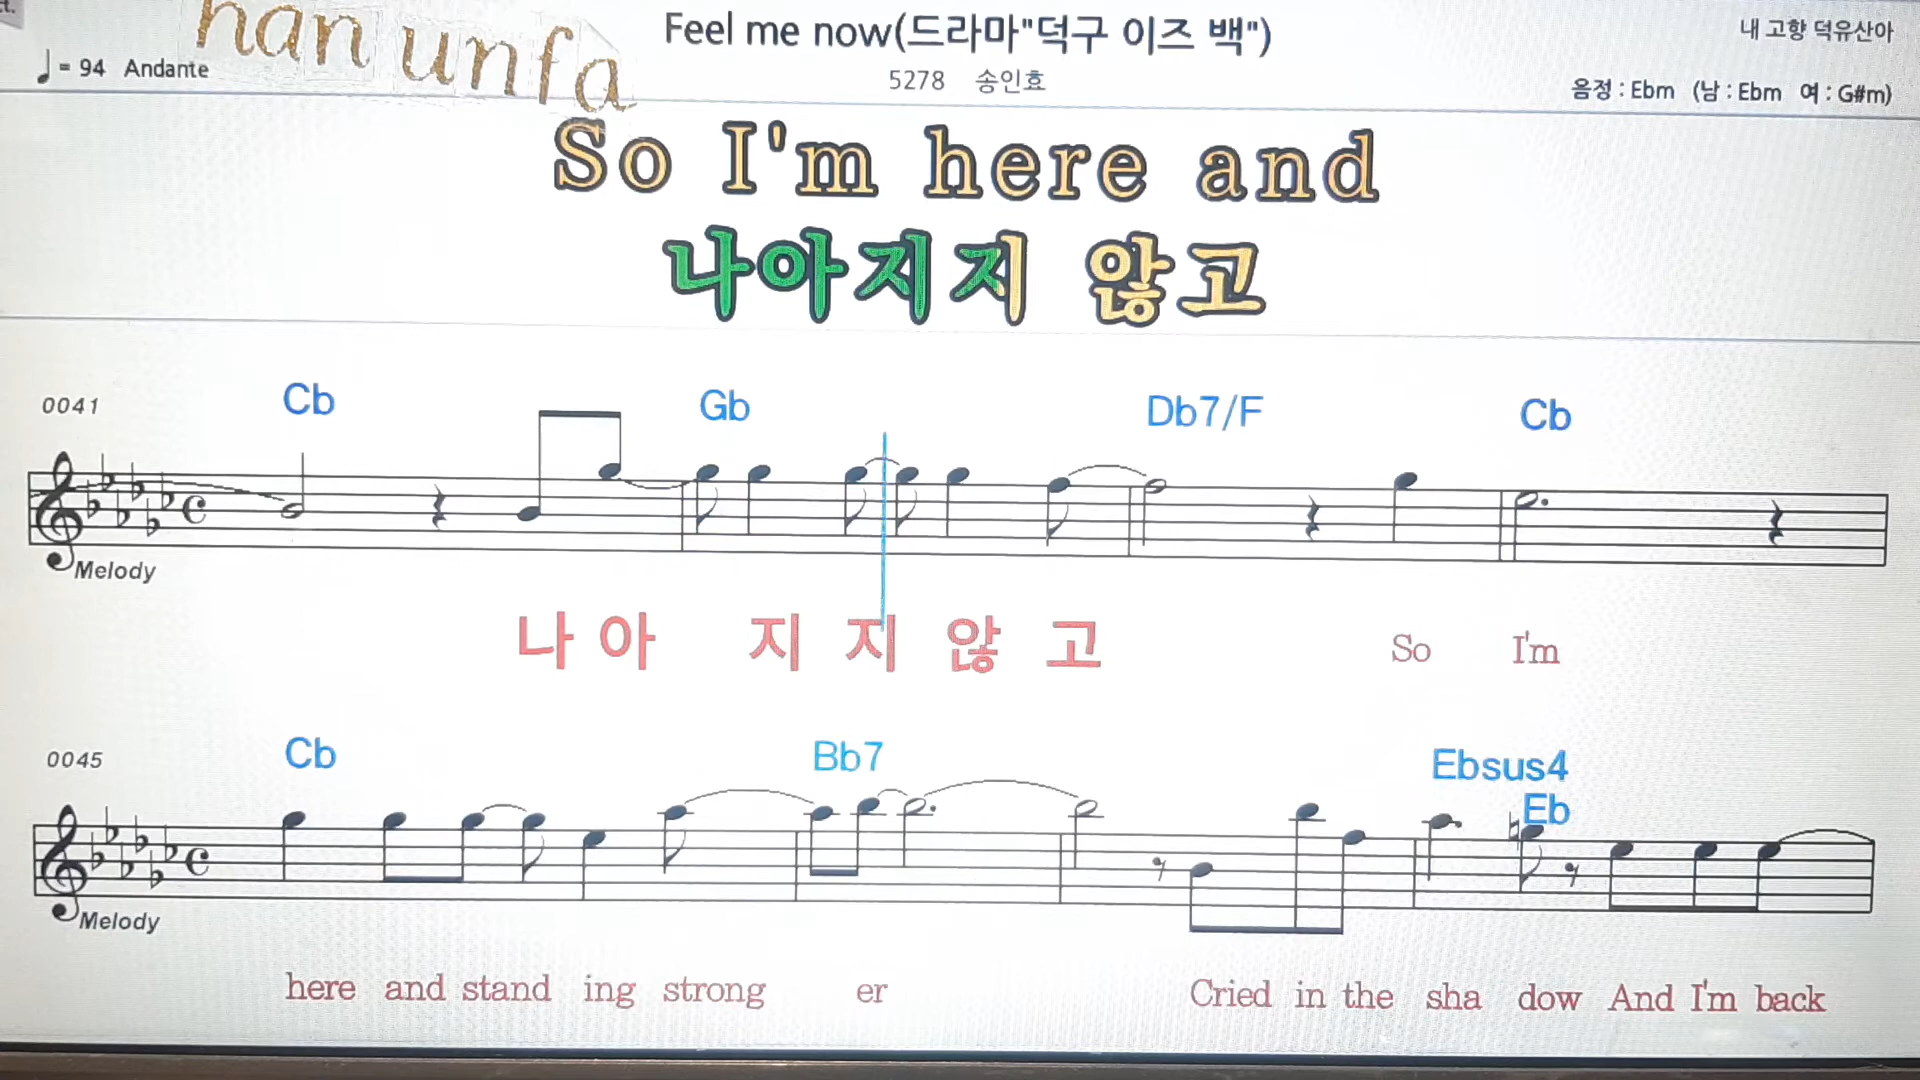 han unfa
Feel me now(드라마"덕구 이즈 백")
내 고향 덕유산아
♩= 94 Andante
5278 송인효
음정 : Ebm (남 : Ebm 여 : G#m)
So I'm here and
나아지지 않고
0041 Cb Gb Db7/F Cb
Melody
나 아 지 지 않 고 So I'm
0045 Cb Bb7 Ebsus4
Eb
Melody
here and stand ing strong er Cried in the sha dow And I'm back